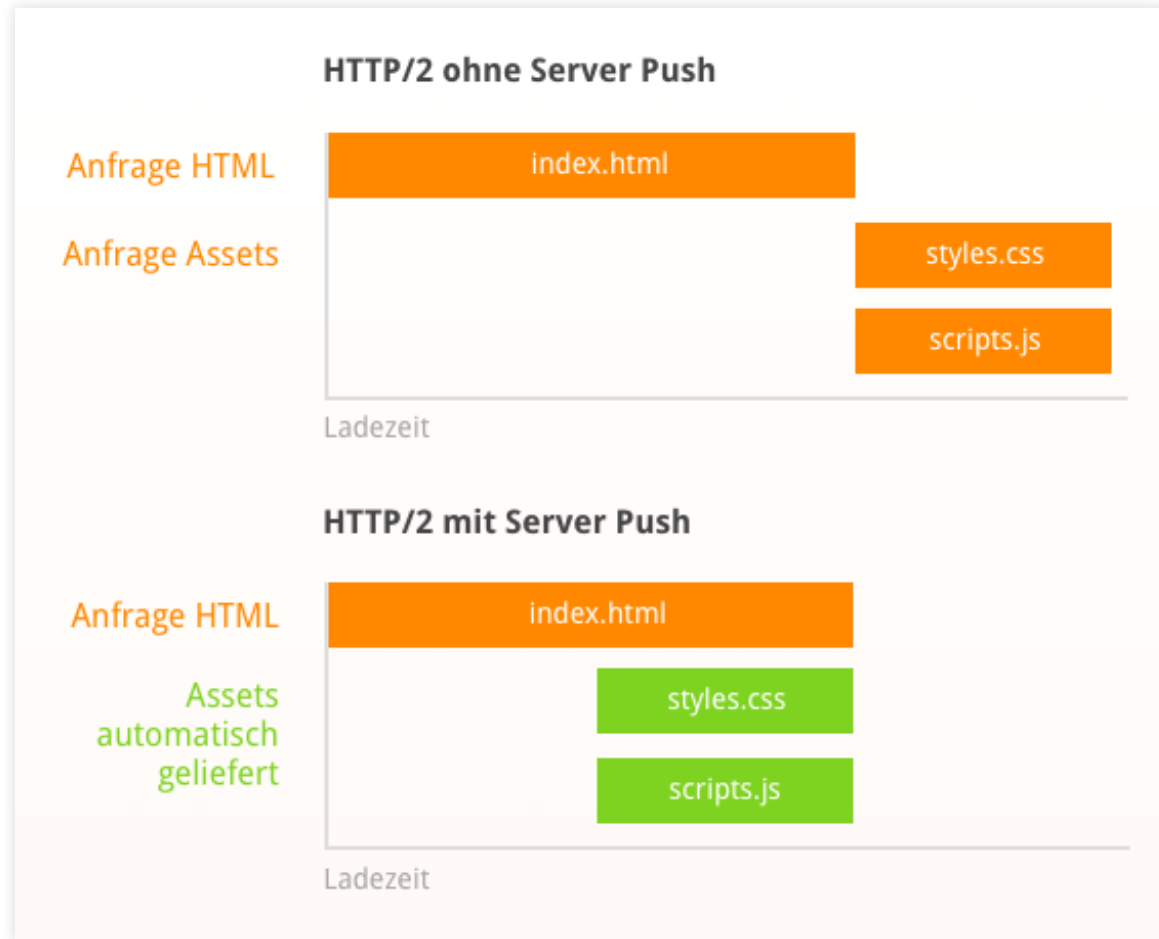 HTTP/2 ohne Server Push
Anfrage HTML
index.html
Anfrage Assets
styles.css
scripts.js
Ladezeit
HTTP/2 mit Server Push
Anfrage HTML
index.html
Assets
automatisch
geliefert
styles.css
scripts.js
Ladezeit